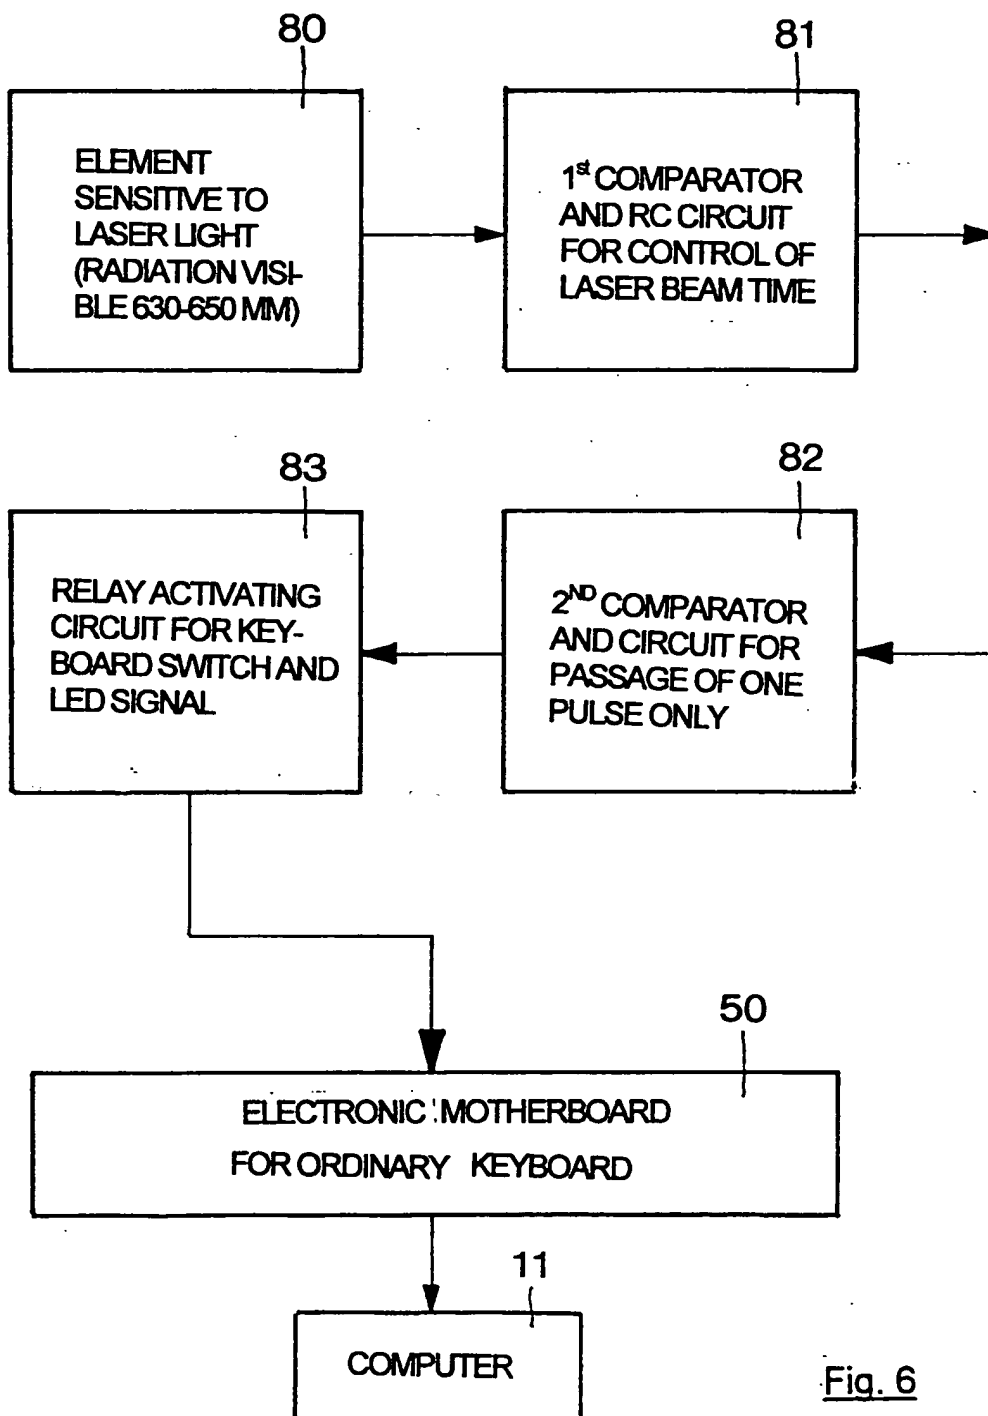 80
ELEMENT
SENSITIVE TO
LASER LIGHT
(RADIATION VISI-
BLE 630-650 MM)
81
1st COMPARATOR
AND RC CIRCUIT
FOR CONTROL OF
LASER BEAM TIME
83
RELAY ACTIVATING
CIRCUIT FOR KEY-
BOARD SWITCH AND
LED SIGNAL
82
2ND COMPARATOR
AND CIRCUIT FOR
PASSAGE OF ONE
PULSE ONLY
50
ELECTRONIC MOTHERBOARD
FOR ORDINARY KEYBOARD
11
COMPUTER
Fig. 6